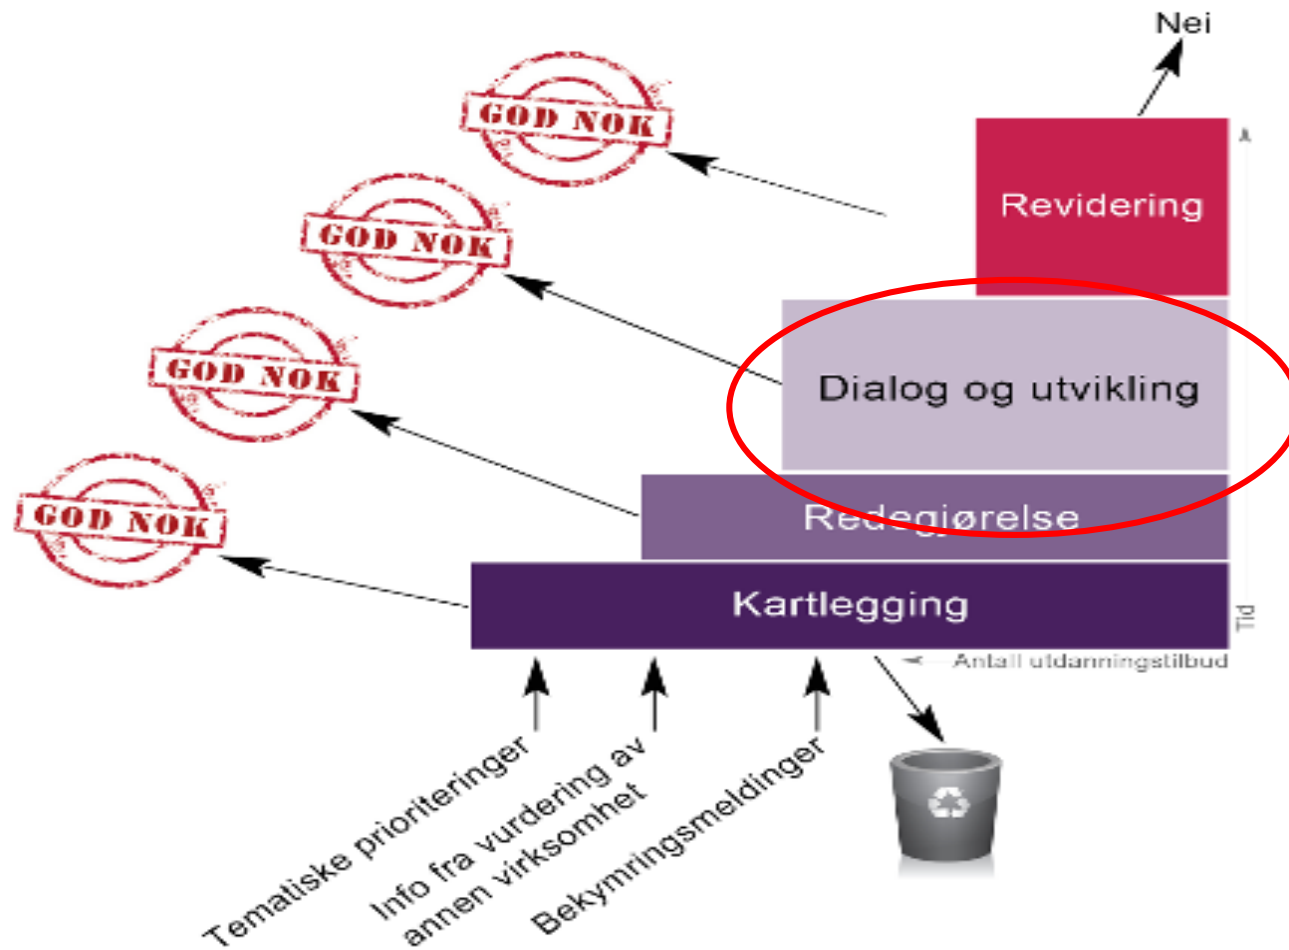 Nei
GOD NOK
Revidering
GOD NOK
Dialog og utvikling
GOD NOK
Redegjørelse
GOD NOK
Kartlegging
Tid
Antall utdanningstilbud
Tematiske prioriteringer
Info fra vurdering av
annen virksomhet
Bekymringsmeldinger